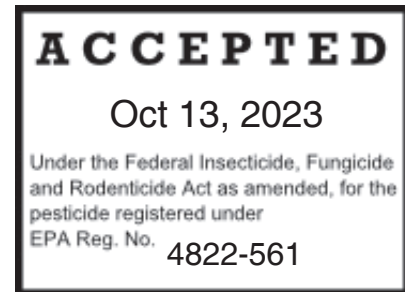 ACCEPTED
Oct 13, 2023
Under the Federal Insecticide, Fungicide
and Rodenticide Act as amended, for the
pesticide registered under
EPA Reg. No. 4822-561